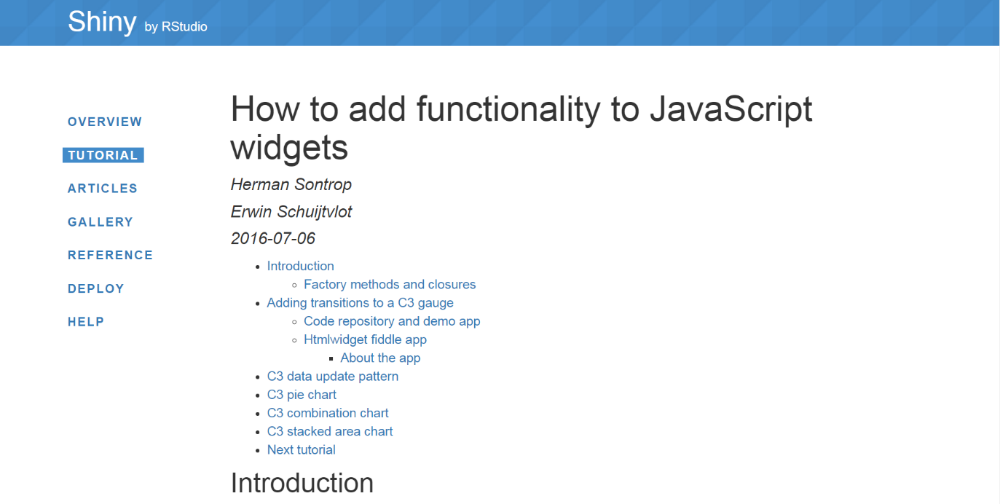 Shiny by RStudio
OVERVIEW
TUTORIAL
ARTICLES
GALLERY
REFERENCE
DEPLOY
HELP
How to add functionality to JavaScript
widgets
Herman Sontrop
Erwin Schuijtvlot
2016-07-06
Introduction
Factory methods and closures
Adding transitions to a C3 gauge
Code repository and demo app
Htmlwidget fiddle app
About the app
C3 data update pattern
C3 pie chart
C3 combination chart
C3 stacked area chart
Next tutorial
Introduction